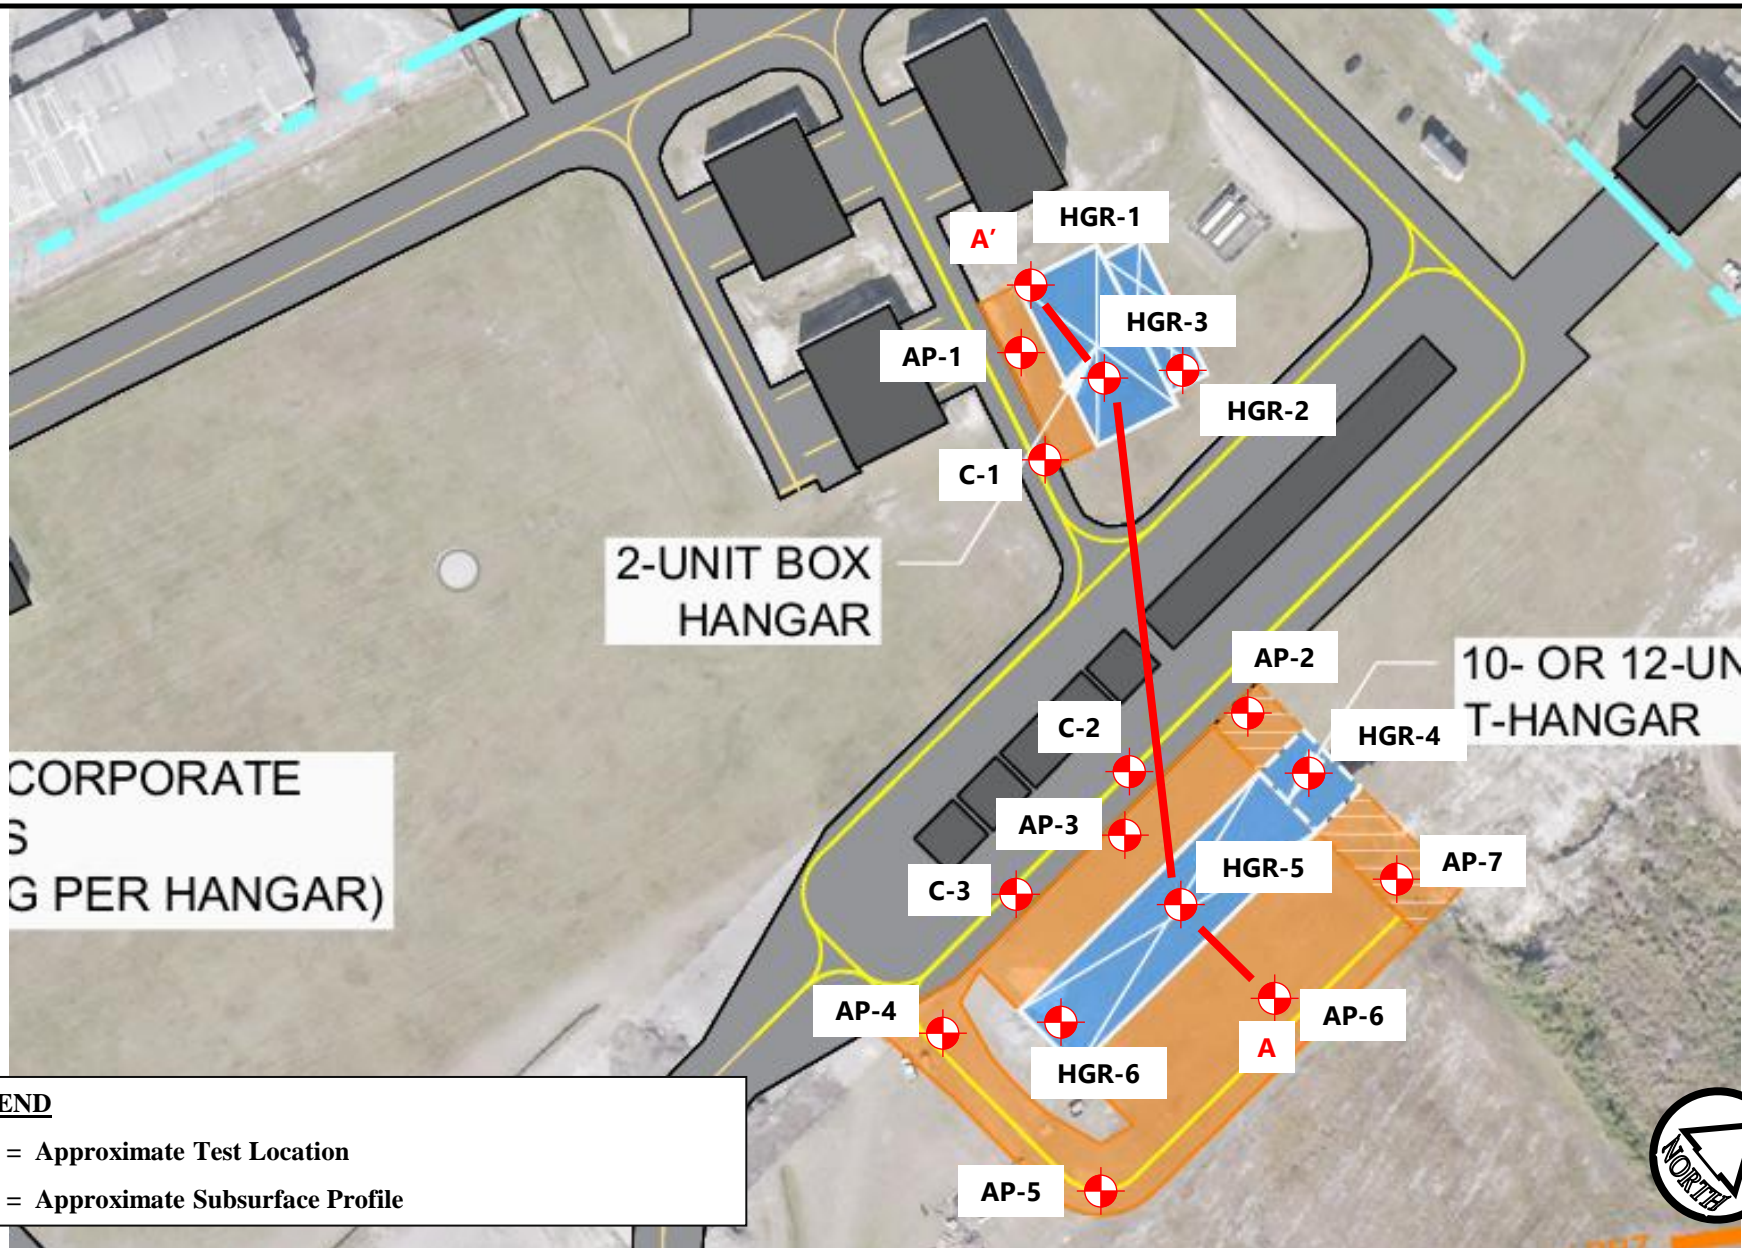 HGR-1
A’
HGR-3
AP-1
HGR-2
C-1
2-UNIT BOX
HANGAR
AP-2
10- OR 12-UN
T-HANGAR
C-2
HGR-4
CORPORATE
S
G PER HANGAR)
AP-3
HGR-5
AP-7
C-3
AP-4
AP-6
A
HGR-6
AP-5
END
= Approximate Test Location
= Approximate Subsurface Profile
NORTH